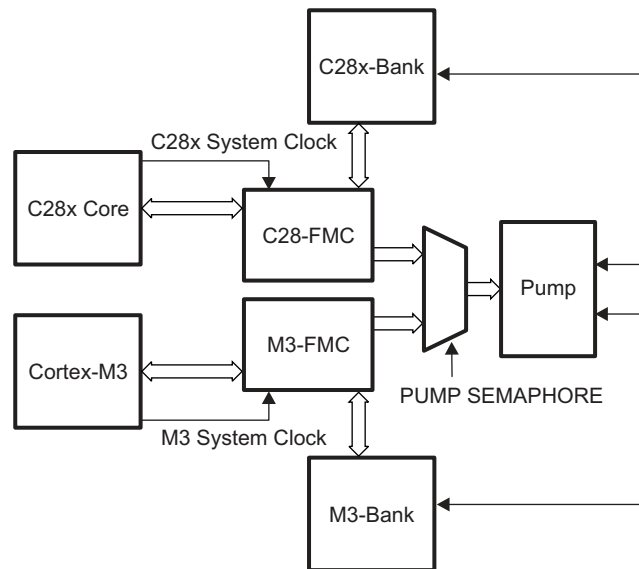 C28x-Bank
C28x System Clock
C28x Core
C28-FMC
Pump
M3-FMC
Cortex-M3
PUMP SEMAPHORE
M3 System Clock
M3-Bank